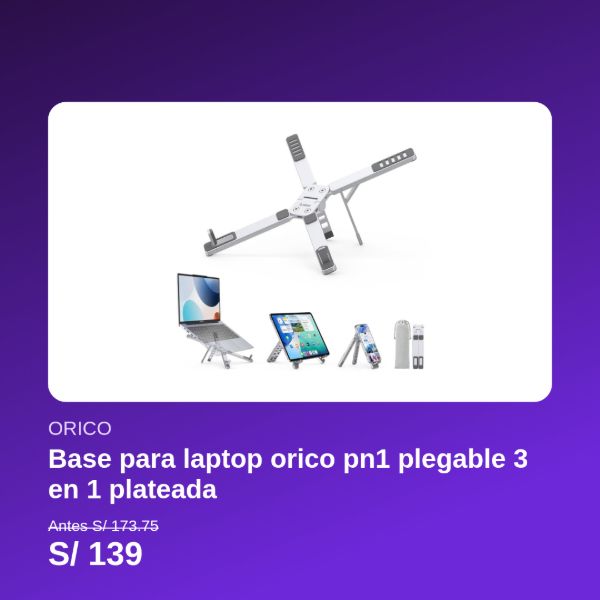 ORICO
Base para laptop orico pn1 plegable 3
en 1 plateada
Antes S/ 173.75
S/ 139